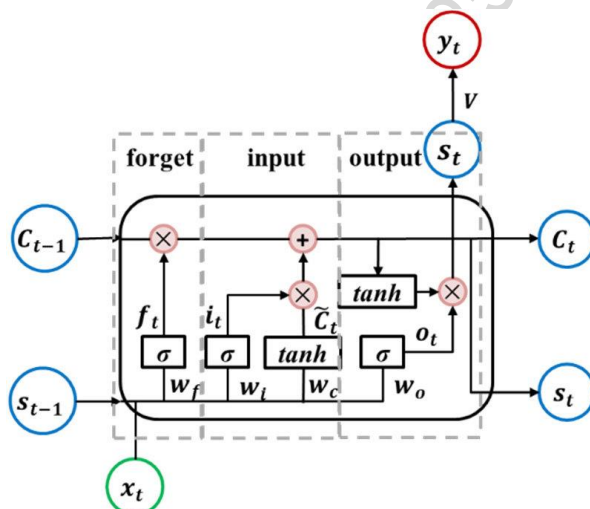 y_t
V
forget input output s_t
C_{t-1} × + C_t
tanh ×
×
f_t i_t C̃_t o_t
σ σ tanh σ
s_{t-1} w_f w_i w_c w_o s_t
x_t